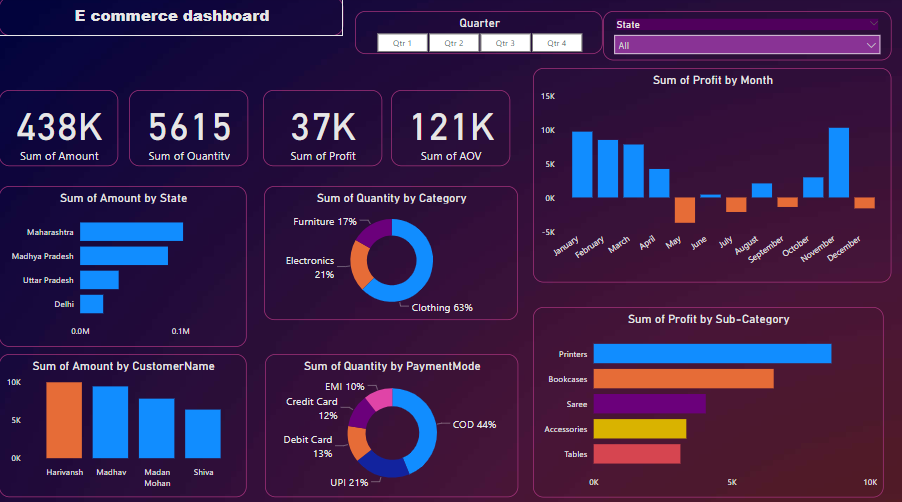 E commerce dashboard
Quarter
Qtr 1
Qtr 2
Qtr 3
Qtr 4
State
All
438K
Sum of Amount
5615
Sum of Quantity
37K
Sum of Profit
121K
Sum of AOV
Sum of Profit by Month
15K
10K
5K
0K
-5K
January
February
March
April
May
June
July
August
September
October
November
December
Sum of Amount by State
Maharashtra
Madhya Pradesh
Uttar Pradesh
Delhi
0.0M
0.1M
Sum of Quantity by Category
Furniture 17%
Electronics
21%
Clothing 63%
Sum of Amount by CustomerName
10K
5K
0K
Harivansh
Madhav
Madan
Mohan
Shiva
Sum of Quantity by PaymentMode
EMI 10%
Credit Card
12%
Debit Card
13%
UPI 21%
COD 44%
Sum of Profit by Sub-Category
Printers
Bookcases
Saree
Accessories
Tables
0K
5K
10K